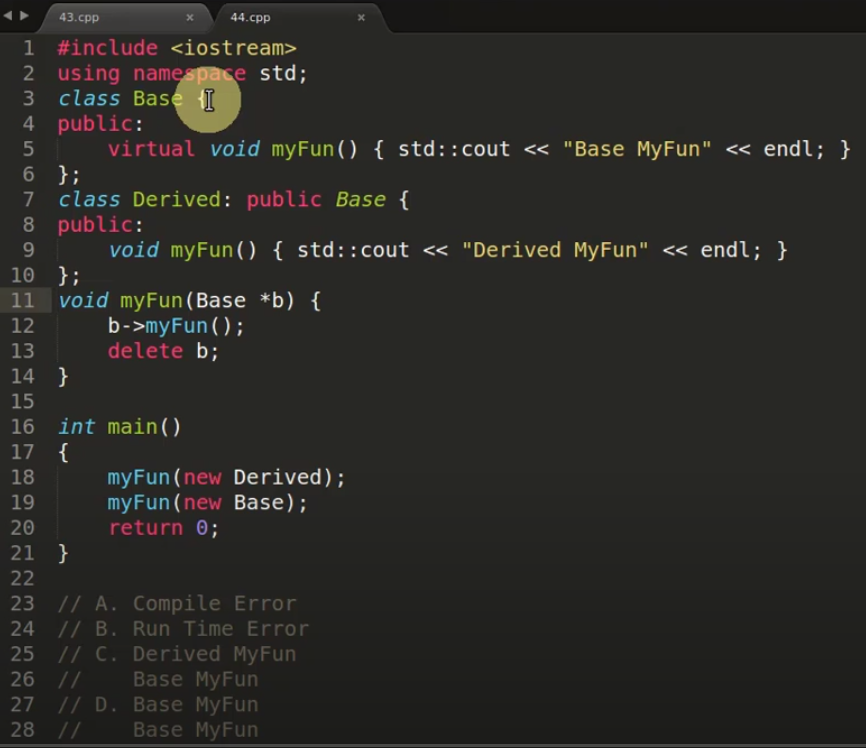 43.cpp × 44.cpp ×
1 #include <iostream>
2 using namespace std;
3 class Base {
4 public:
5     virtual void myFun() { std::cout << "Base MyFun" << endl; }
6 };
7 class Derived: public Base {
8 public:
9     void myFun() { std::cout << "Derived MyFun" << endl; }
10 };
11 void myFun(Base *b) {
12     b->myFun();
13     delete b;
14 }
15
16 int main()
17 {
18     myFun(new Derived);
19     myFun(new Base);
20     return 0;
21 }
22
23 // A. Compile Error
24 // B. Run Time Error
25 // C. Derived MyFun
26 //    Base MyFun
27 // D. Base MyFun
28 //    Base MyFun